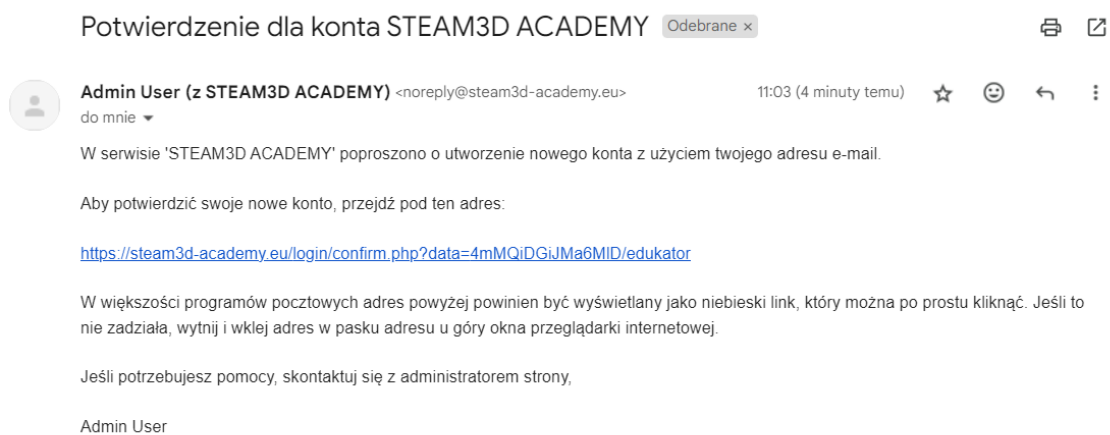 Potwierdzenie dla konta STEAM3D ACADEMY Odebrane ×
Admin User (z STEAM3D ACADEMY) <noreply@steam3d-academy.eu> 11:03 (4 minuty temu)
do mnie
W serwisie 'STEAM3D ACADEMY' poproszono o utworzenie nowego konta z użyciem twojego adresu e-mail.
Aby potwierdzić swoje nowe konto, przejdź pod ten adres:
https://steam3d-academy.eu/login/confirm.php?data=4mMQiDGiJMa6MlD/edukator
W większości programów pocztowych adres powyżej powinien być wyświetlany jako niebieski link, który można po prostu kliknąć. Jeśli to
nie zadziała, wytnij i wklej adres w pasku adresu u góry okna przeglądarki internetowej.
Jeśli potrzebujesz pomocy, skontaktuj się z administratorem strony,
Admin User